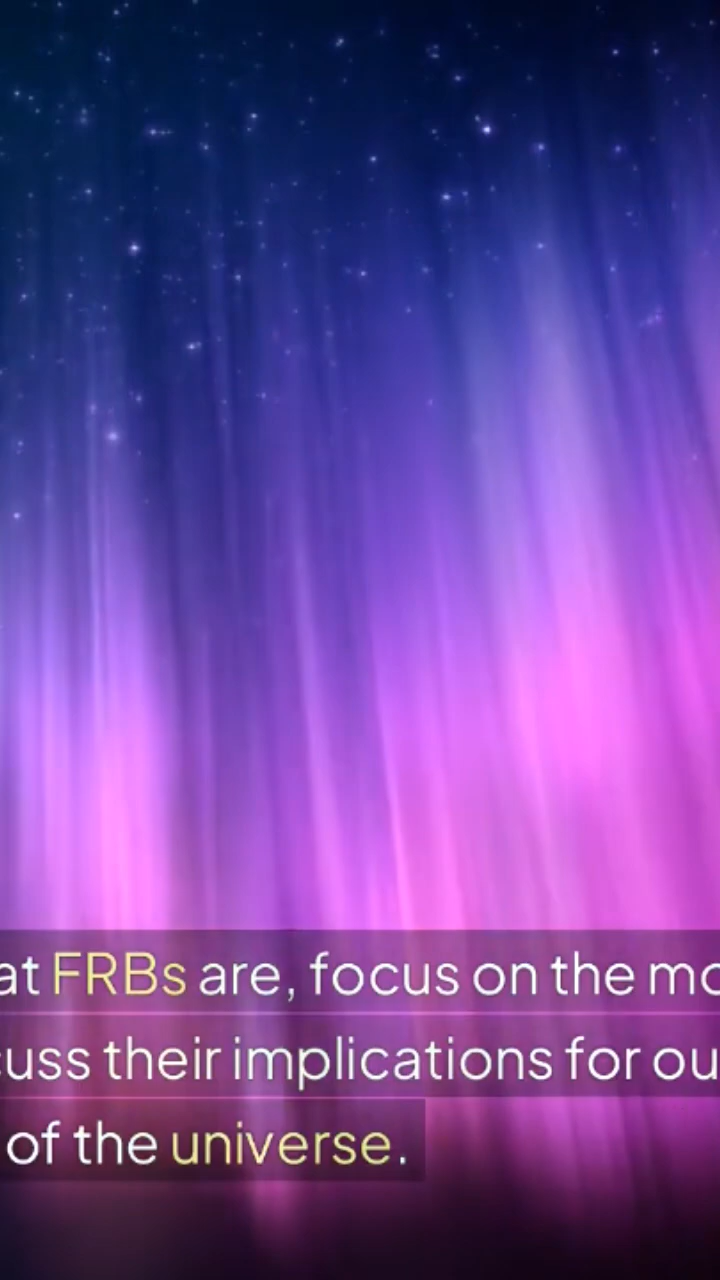 at FRBs are, focus on the mo
cuss their implications for ou
of the universe.